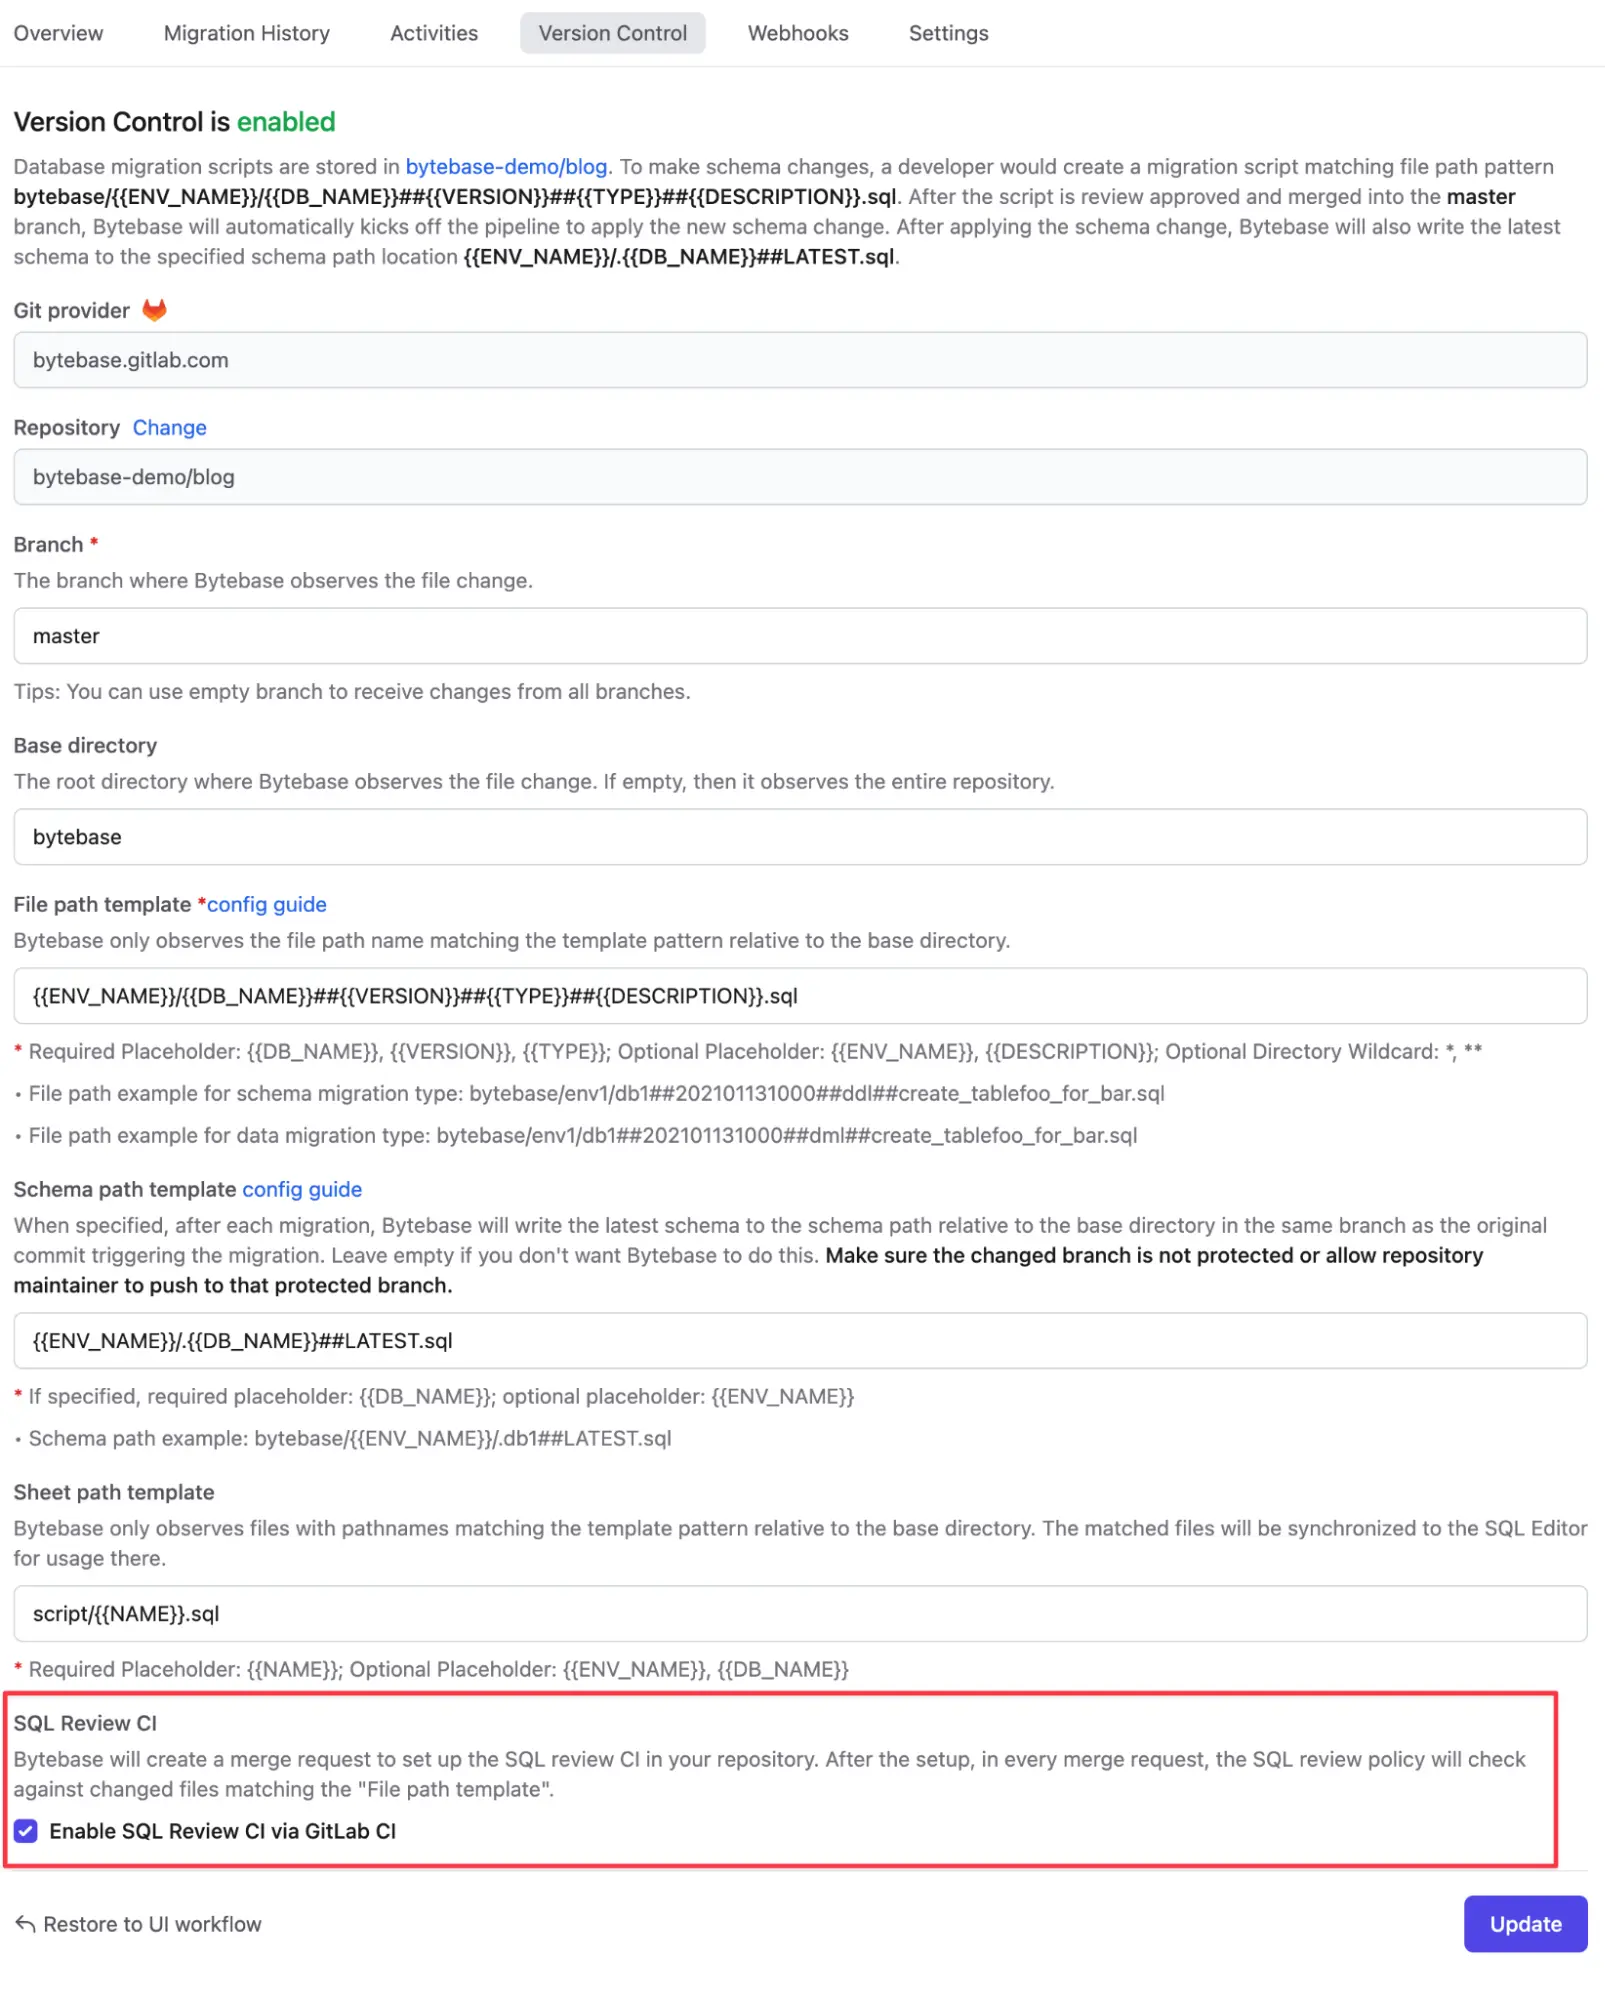 Overview Migration History Activities Version Control Webhooks Settings
Version Control is enabled
Database migration scripts are stored in bytebase-demo/blog. To make schema changes, a developer would create a migration script matching file path pattern
bytebase/{{ENV_NAME}}/{{DB_NAME}}##{{VERSION}}##{{TYPE}}##{{DESCRIPTION}}.sql. After the script is review approved and merged into the master
branch, Bytebase will automatically kicks off the pipeline to apply the new schema change. After applying the schema change, Bytebase will also write the latest
schema to the specified schema path location {{ENV_NAME}}/.{{DB_NAME}}##LATEST.sql.
Git provider
bytebase.gitlab.com
Repository Change
bytebase-demo/blog
Branch *
The branch where Bytebase observes the file change.
master
Tips: You can use empty branch to receive changes from all branches.
Base directory
The root directory where Bytebase observes the file change. If empty, then it observes the entire repository.
bytebase
File path template *config guide
Bytebase only observes the file path name matching the template pattern relative to the base directory.
{{ENV_NAME}}/{{DB_NAME}}##{{VERSION}}##{{TYPE}}##{{DESCRIPTION}}.sql
* Required Placeholder: {{DB_NAME}}, {{VERSION}}, {{TYPE}}; Optional Placeholder: {{ENV_NAME}}, {{DESCRIPTION}}; Optional Directory Wildcard: *, **
• File path example for schema migration type: bytebase/env1/db1##202101131000##ddl##create_tablefoo_for_bar.sql
• File path example for data migration type: bytebase/env1/db1##202101131000##dml##create_tablefoo_for_bar.sql
Schema path template config guide
When specified, after each migration, Bytebase will write the latest schema to the schema path relative to the base directory in the same branch as the original
commit triggering the migration. Leave empty if you don't want Bytebase to do this. Make sure the changed branch is not protected or allow repository
maintainer to push to that protected branch.
{{ENV_NAME}}/.{{DB_NAME}}##LATEST.sql
* If specified, required placeholder: {{DB_NAME}}; optional placeholder: {{ENV_NAME}}
• Schema path example: bytebase/{{ENV_NAME}}/.db1##LATEST.sql
Sheet path template
Bytebase only observes files with pathnames matching the template pattern relative to the base directory. The matched files will be synchronized to the SQL Editor
for usage there.
script/{{NAME}}.sql
* Required Placeholder: {{NAME}}; Optional Placeholder: {{ENV_NAME}}, {{DB_NAME}}
SQL Review CI
Bytebase will create a merge request to set up the SQL review CI in your repository. After the setup, in every merge request, the SQL review policy will check
against changed files matching the "File path template".
Enable SQL Review CI via GitLab CI
Restore to UI workflow
Update